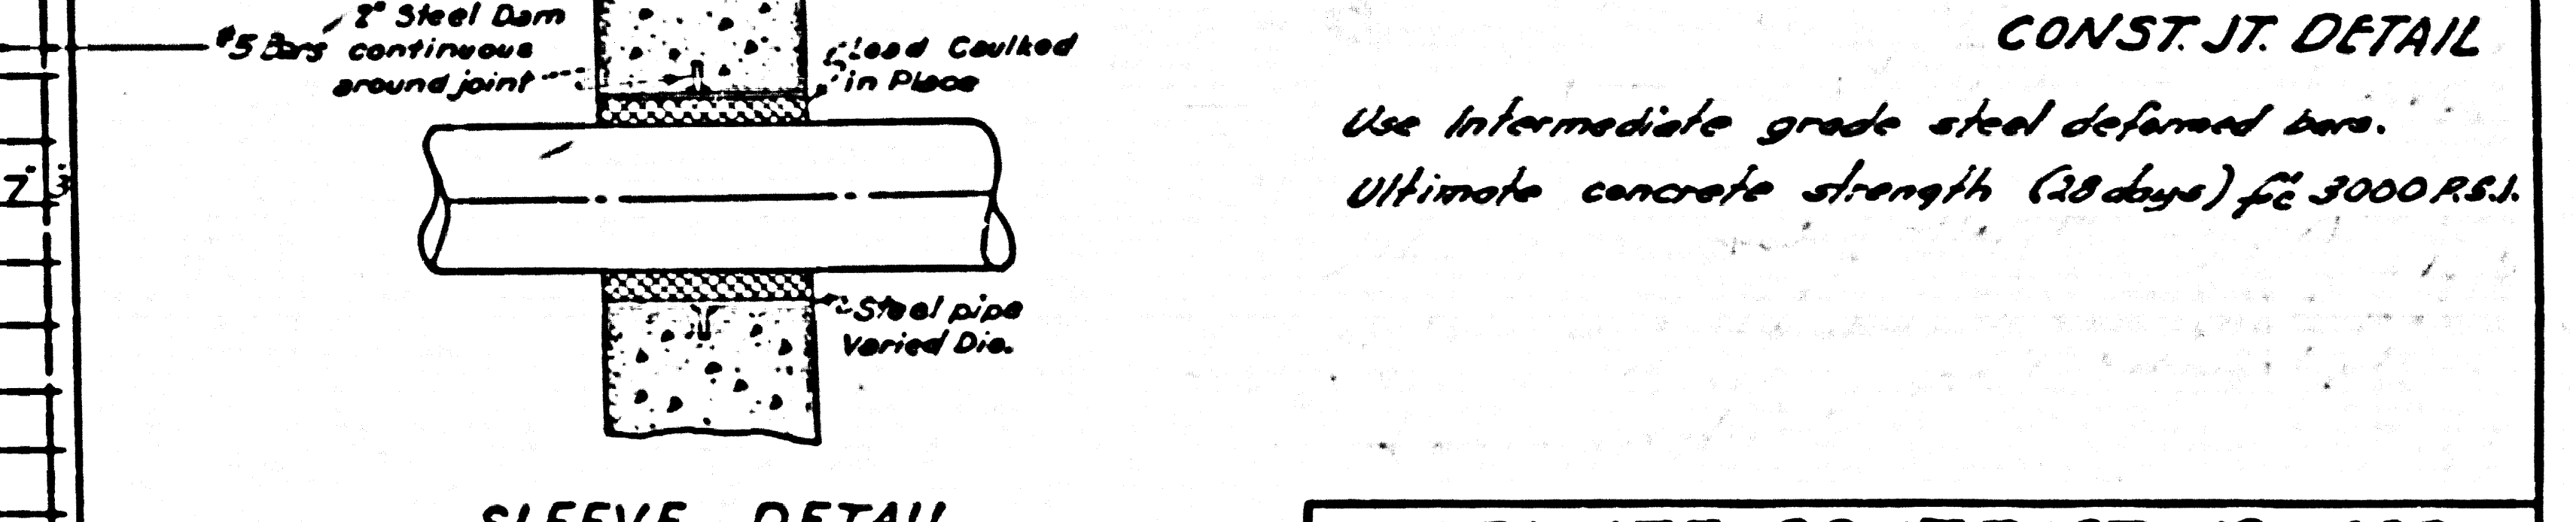 2" Steel Dam
#5 Bars continuous
around joint
Lead Caulked
in Place
CONST. JT. DETAIL
Use Intermediate grade steel deformed bars.
Ultimate concrete strength (28 days) f'c 3000 P.S.I.
7"
Steel pipe
Varied Dia.
SLEEVE DETAIL